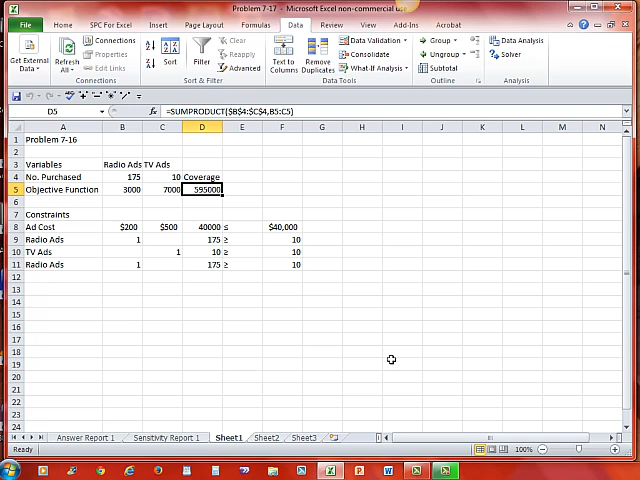 Problem 7-17 - Microsoft Excel non-commercial use
File Home SPC For Excel Insert Page Layout Formulas Data Review View Add-Ins Acrobat
Get External Data
Refresh All
Connections
Properties
Edit Links
Connections
Sort
Filter
Clear
Reapply
Advanced
Sort & Filter
Text to Columns
Remove Duplicates
Data Validation
Consolidate
What-If Analysis
Data Tools
Group
Ungroup
Subtotal
Outline
Data Analysis
Solver
Analysis
D5 fx =SUMPRODUCT($B$4:$C$4,B5:C5)
A B C D E F G H I J K L M N
1 Problem 7-16
2
3 Variables Radio Ads TV Ads
4 No. Purchased 175 10 Coverage
5 Objective Function 3000 7000 595000
6
7 Constraints
8 Ad Cost $200 $500 40000 ≤ $40,000
9 Radio Ads 1 175 ≥ 10
10 TV Ads 1 10 ≥ 10
11 Radio Ads 1 175 ≥ 10
12
13
14
15
16
17
18
19
20
21
22
23
24
Answer Report 1 Sensitivity Report 1 Sheet1 Sheet2 Sheet3
Ready 100%